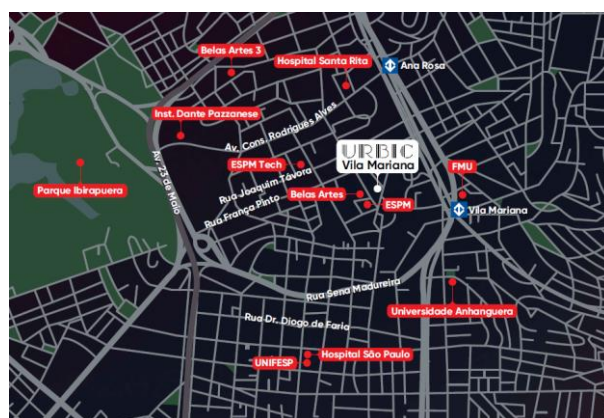 Belas Artes 3
Hospital Santa Rita
Ana Rosa
Inst. Dante Pazzanese
Av. Cons. Rodrigues Alves
URBIC
Vila Mariana
ESPM Tech
FMU
Parque Ibirapuera
Av. 23 de Maio
Rua Joaquim Távora
Belas Artes
Rua França Pinto
ESPM
Vila Mariana
Rua Sena Madureira
Universidade Anhanguera
Rua Dr. Diogo de Faria
Hospital São Paulo
UNIFESP